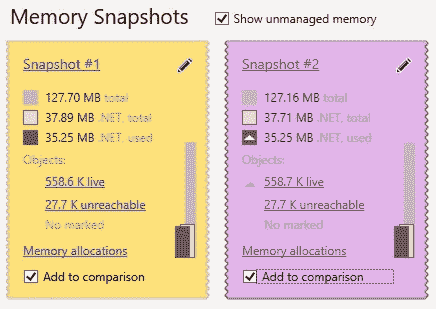 Memory Snapshots
Show unmanaged memory
Snapshot #1
127.70 MB total
37.89 MB .NET, total
35.25 MB .NET, used
Objects:
558.6 K live
27.7 K unreachable
No marked
Memory allocations
Add to comparison
Snapshot #2
127.16 MB total
37.71 MB .NET, total
35.25 MB .NET, used
Objects:
558.7 K live
27.7 K unreachable
No marked
Memory allocations
Add to comparison